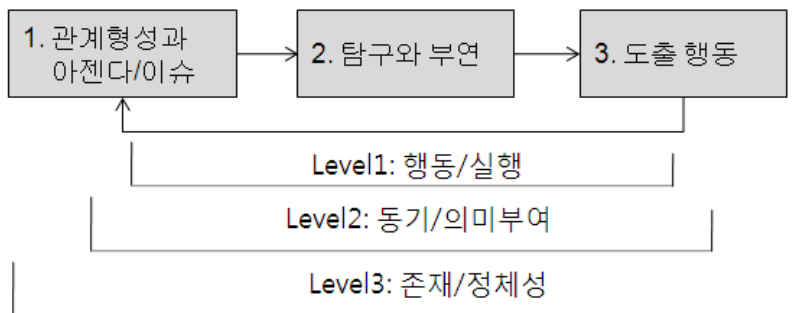 1. 관계형성과
아젠다/이슈
2. 탐구와 부연
3. 도출 행동
Level1: 행동/실행
Level2: 동기/의미부여
Level3: 존재/정체성